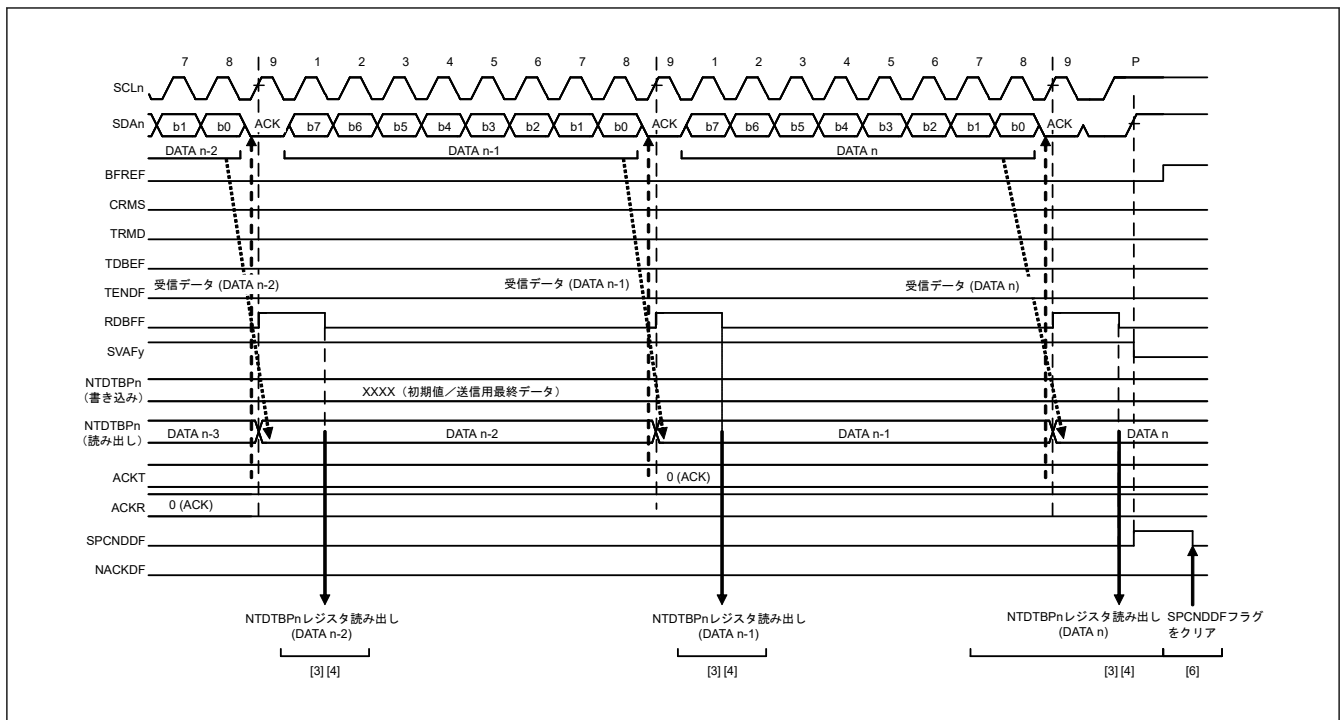 7 8 9 1 2 3 4 5 6 7 8 9 1 2 3 4 5 6 7 8 9 P
SCLn
SDAn b1 b0 ACK b7 b6 b5 b4 b3 b2 b1 b0 ACK b7 b6 b5 b4 b3 b2 b1 b0 ACK
DATA n-2 DATA n-1 DATA n
BFREF
CRMS
TRMD
TDBEF
受信データ (DATA n-2) 受信データ (DATA n-1) 受信データ (DATA n)
TENDF
RDBFF
SVAFy
NTDTBPn
（書き込み）
XXXX（初期値／送信用最終データ）
NTDTBPn
（読み出し）
DATA n-3 DATA n-2 DATA n-1 DATA n
ACKT 0 (ACK)
ACKR 0 (ACK)
SPCNDDF
NACKDF
NTDTBPnレジスタ読み出し
(DATA n-2)
[3] [4]
NTDTBPnレジスタ読み出し
(DATA n-1)
[3] [4]
NTDTBPnレジスタ読み出し
(DATA n)
[3] [4]
SPCNDDFフラグ
をクリア
[6]